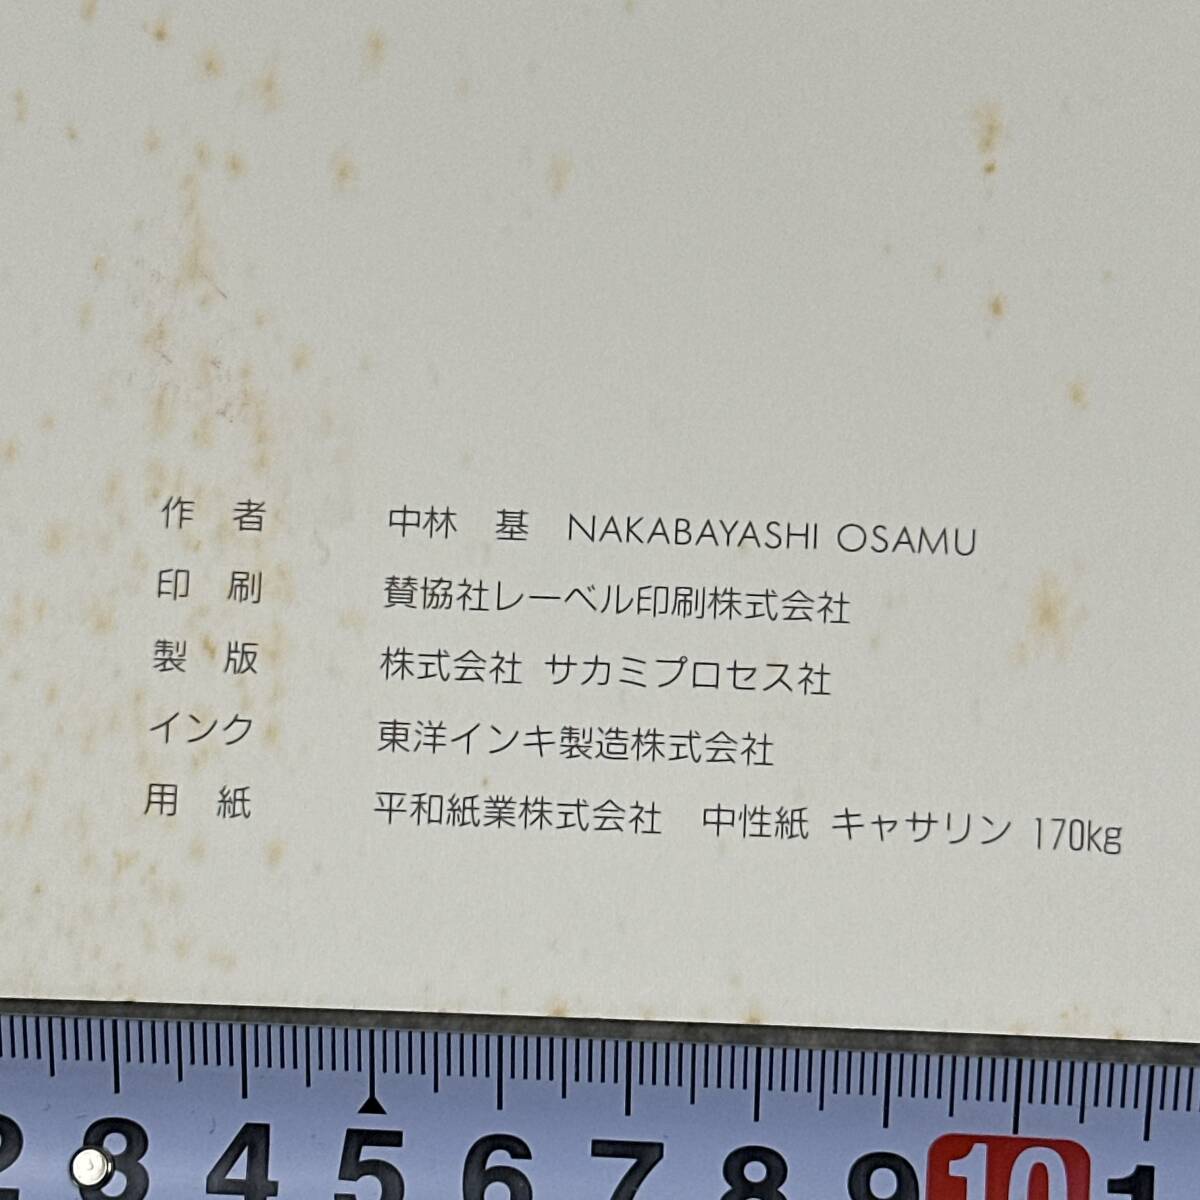 作　者　中林　基　NAKABAYASHI OSAMU
印　刷　賛協社レーベル印刷株式会社
製　版　株式会社 サカミプロセス社
インク　東洋インキ製造株式会社
用　紙　平和紙業株式会社　中性紙 キャサリン 170kg
2 3 4 5 6 7 8 9 10 1